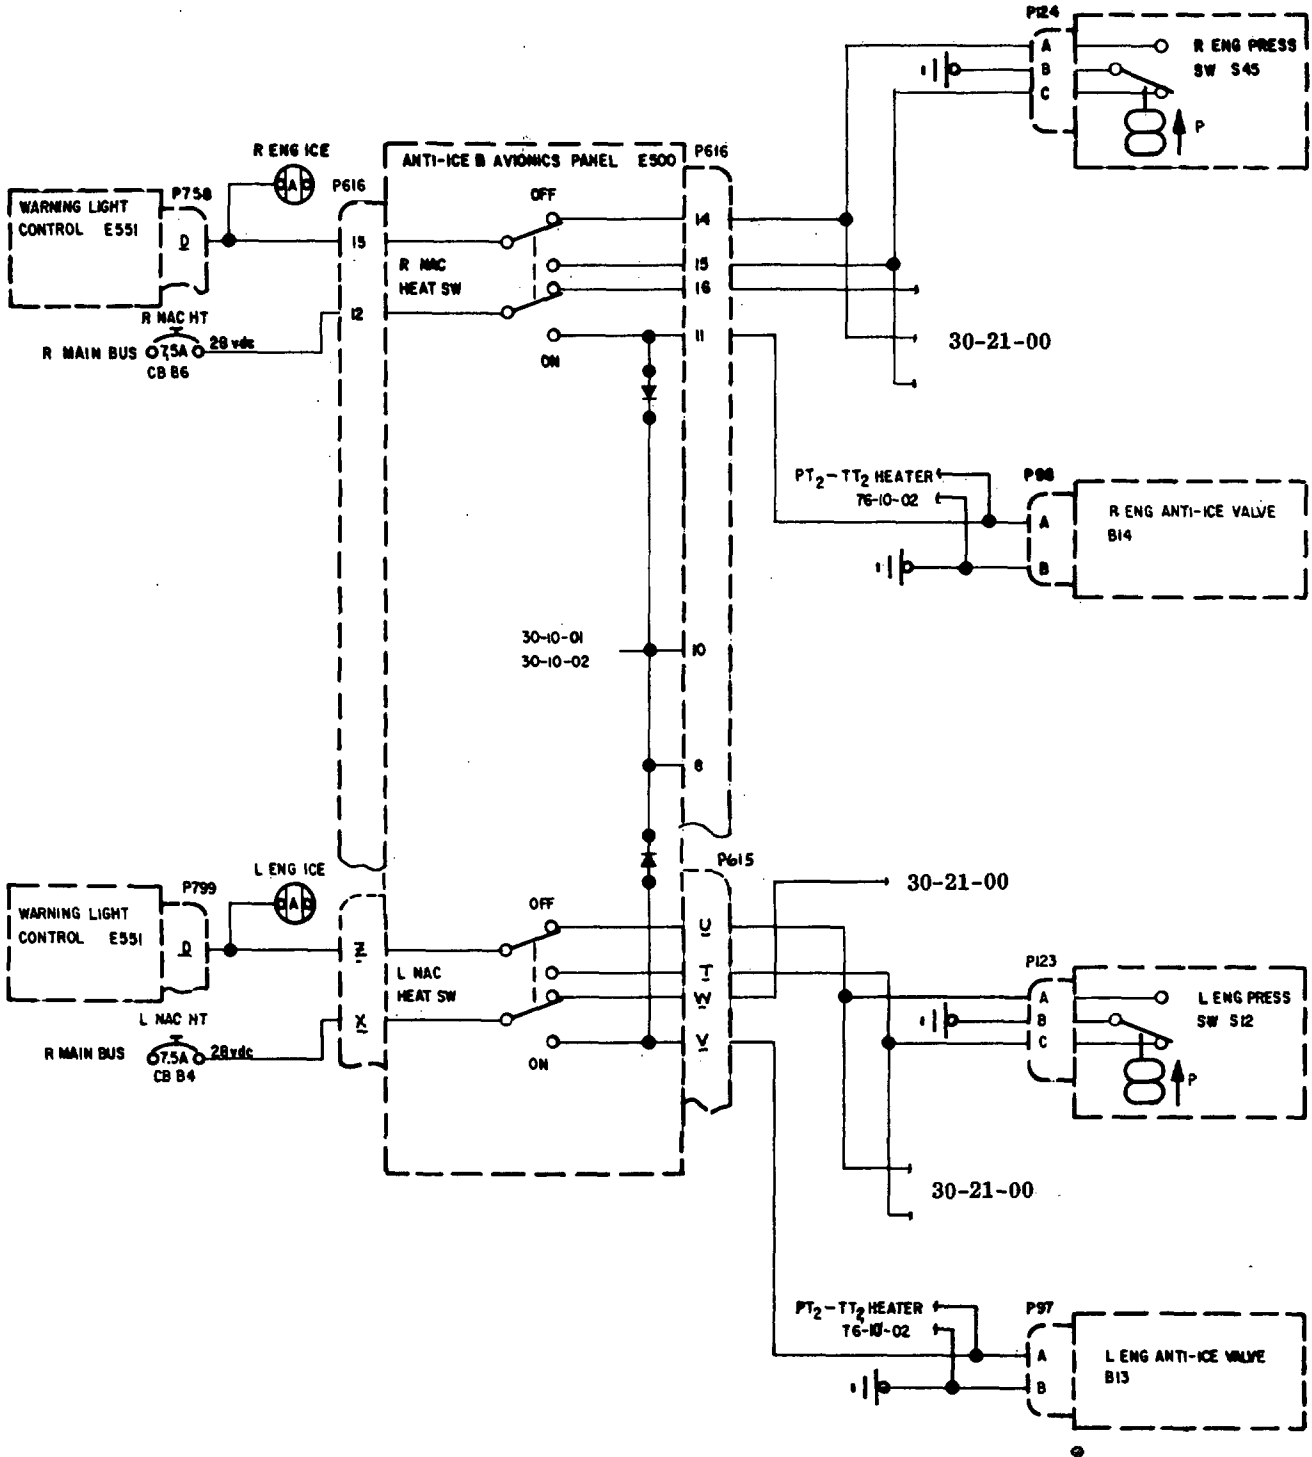 P124
A
B
C
R ENG PRESS
SW S45
P
R ENG ICE
A
P616
ANTI-ICE & AVIONICS PANEL E500
P616
WARNING LIGHT
CONTROL E551
P758
D
15
12
R NAC HT
R MAIN BUS 7.5A 28 vdc
CB B6
OFF
R NAC
HEAT SW
ON
14
15
16
11
30-21-00
PT2-TT2 HEATER
76-10-02
P98
A
B
R ENG ANTI-ICE VALVE
B14
30-10-01
30-10-02
10
8
P615
L ENG ICE
A
WARNING LIGHT
CONTROL E551
P799
D
Z
X
L NAC HT
R MAIN BUS 7.5A 28 vdc
CB B4
OFF
L NAC
HEAT SW
ON
U
T
W
V
30-21-00
P123
A
B
C
L ENG PRESS
SW S12
P
30-21-00
PT2-TT2 HEATER
76-10-02
P97
A
B
L ENG ANTI-ICE VALVE
B13